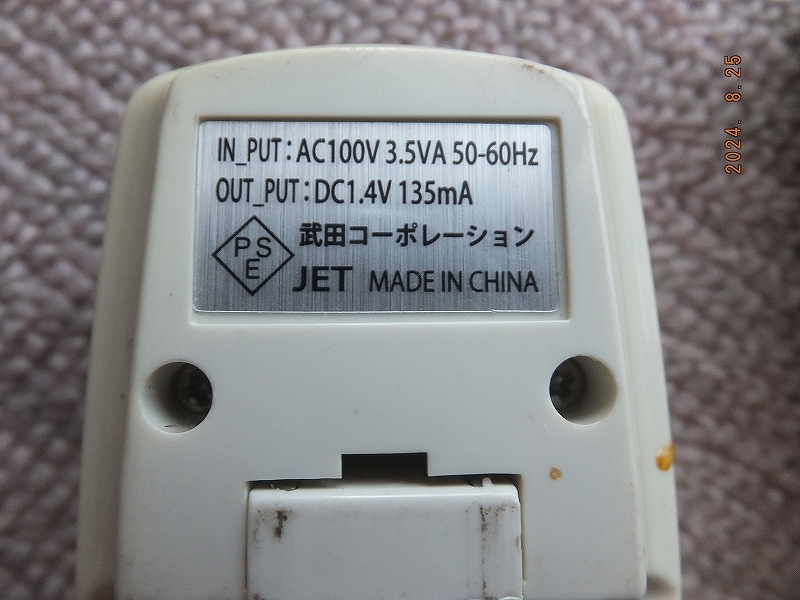 IN_PUT:AC100V 3.5VA 50-60Hz
OUT_PUT:DC1.4V 135mA
PSE 武田コーポレーション
JET MADE IN CHINA
2024. 8.25